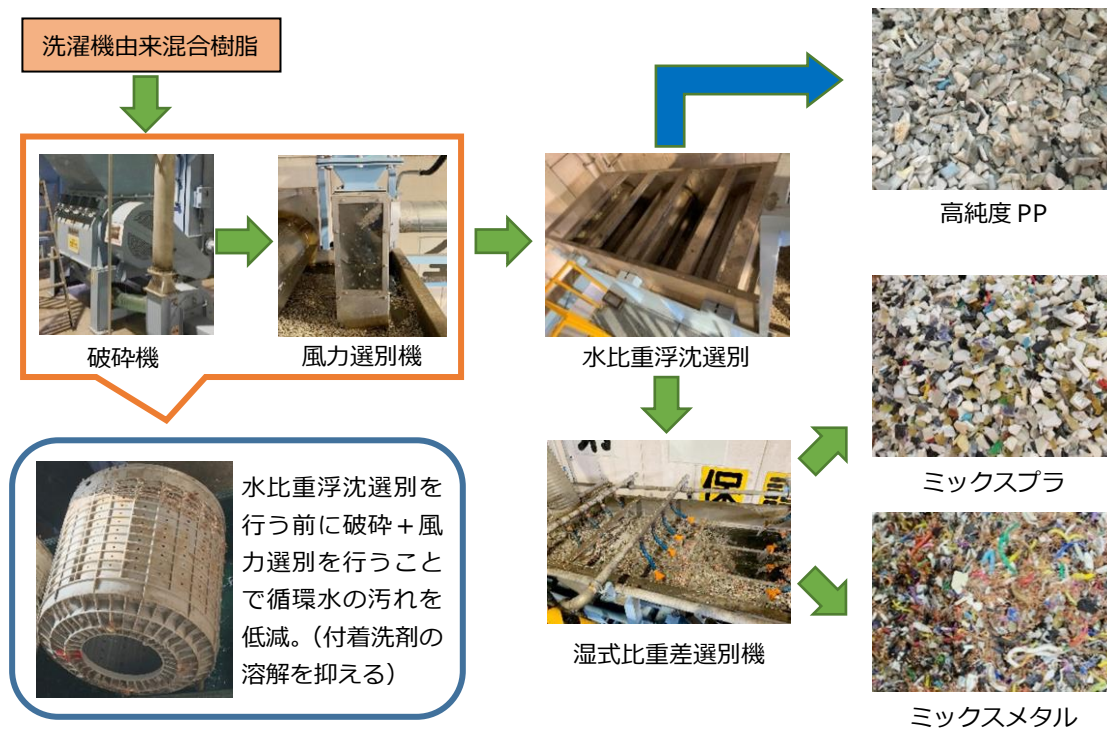 洗濯機由来混合樹脂
破砕機
風力選別機
水比重浮沈選別
高純度 PP
水比重浮沈選別を
行う前に破砕+風
力選別を行うこと
で循環水の汚れを
低減。（付着洗剤の
溶解を抑える）
湿式比重差選別機
ミックスプラ
ミックスメタル